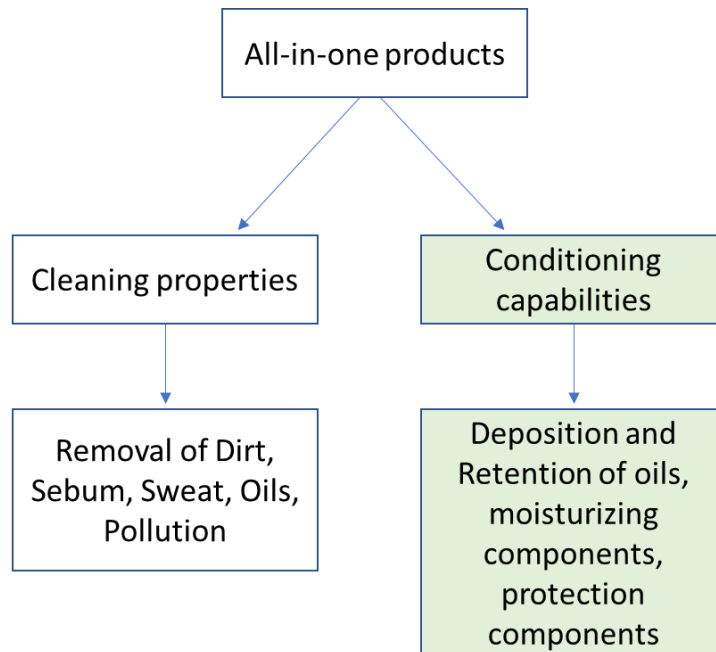 All-in-one products
Cleaning properties
Conditioning
capabilities
Removal of Dirt,
Sebum, Sweat, Oils,
Pollution
Deposition and
Retention of oils,
moisturizing
components,
protection
components